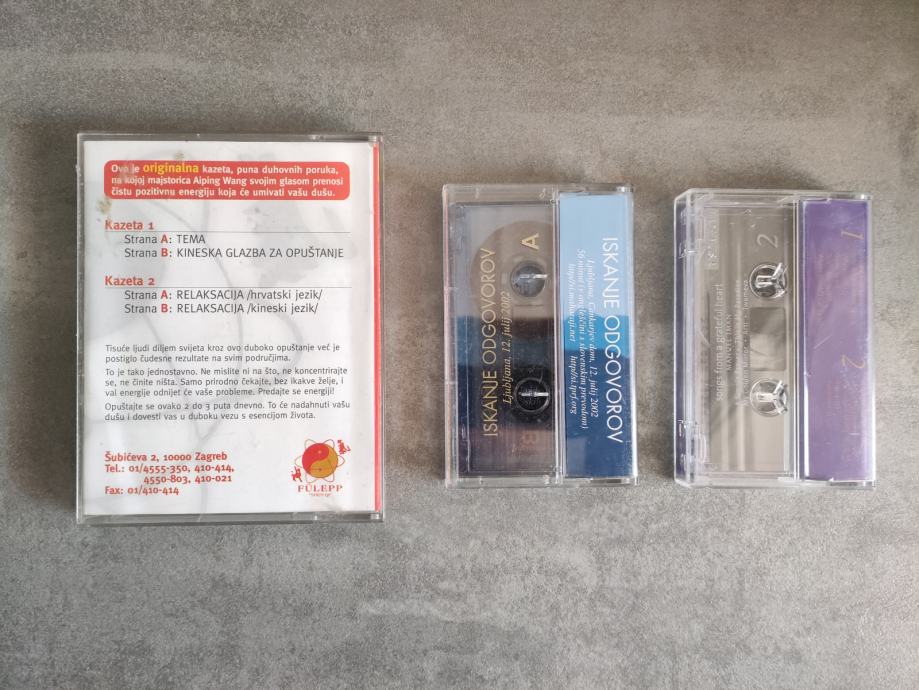 Ovo je originalna kazeta, puna duhovnih poruka,
na kojoj majstorica Aiping Wang svojim glasom prenosi
čistu pozitivnu energiju koja će umivati vašu dušu.
Kazeta 1
Strana A: TEMA
Strana B: KINESKA GLAZBA ZA OPUŠTANJE
Kazeta 2
Strana A: RELAKSACIJA /hrvatski jezik/
Strana B: RELAKSACIJA /kineski jezik/
Tisuće ljudi diljem svijeta kroz ovo duboko opuštanje već je
postiglo čudesne rezultate na svim područjima.
To je tako jednostavno. Ne mislite ni na što, ne koncentrirajte
se, ne činite ništa. Samo prirodno čekajte, bez ikakve želje, i
val energije odnijet će vaše probleme. Predajte se energiji!
Opuštajte se ovako 2 do 3 puta dnevno. To će nadahnuti vašu
dušu i dovesti vas u duboku vezu s esencijom života.
Šubićeva 2, 10000 Zagreb
Tel.: 01/4555-350, 410-414,
4550-803, 410-021
Fax: 01/410-414
FÜLEPP
ISKANJE ODGOVOROV
Ljubljana, 12. julij 2002
A
B
ISKANJE ODGOVOROV
Ljubljana, Cankarjev dom, 12. julij 2002
56 minut (v angleščini s slovenskim prevodom)
songs from a grateful heart
2
1
2